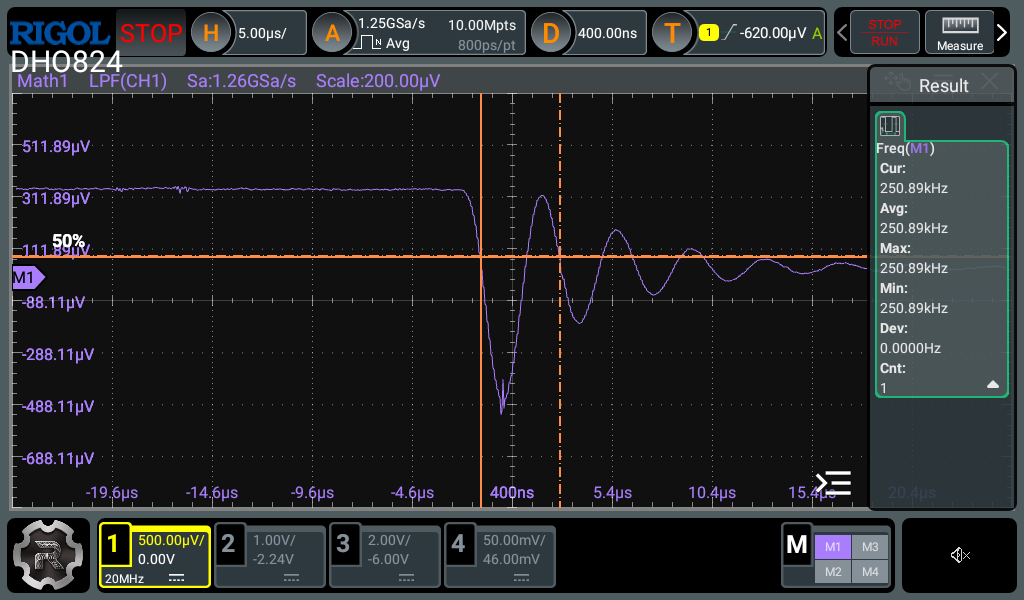 RIGOL STOP H 5.00µs/ A 1.25GSa/s 10.00Mpts D 400.00ns T 1 -620.00µV A STOP RUN Measure
Avg 800ps/pt
DHO824
Math1 LPF(CH1) Sa:1.26GSa/s Scale:200.00µV
Result
511.89µV
311.89µV
50%
111.89µV
M1
-88.11µV
-288.11µV
-488.11µV
-688.11µV
-19.6µs -14.6µs -9.6µs -4.6µs 400ns 5.4µs 10.4µs 15.4µs 20.4µs
Freq(M1)
Cur:
250.89kHz
Avg:
250.89kHz
Max:
250.89kHz
Min:
250.89kHz
Dev:
0.0000Hz
Cnt:
1
1 500.00µV/ 2 1.00V/ 3 2.00V/ 4 50.00mV/ M M1 M3
0.00V -2.24V -6.00V 46.00mV M2 M4
20MHz